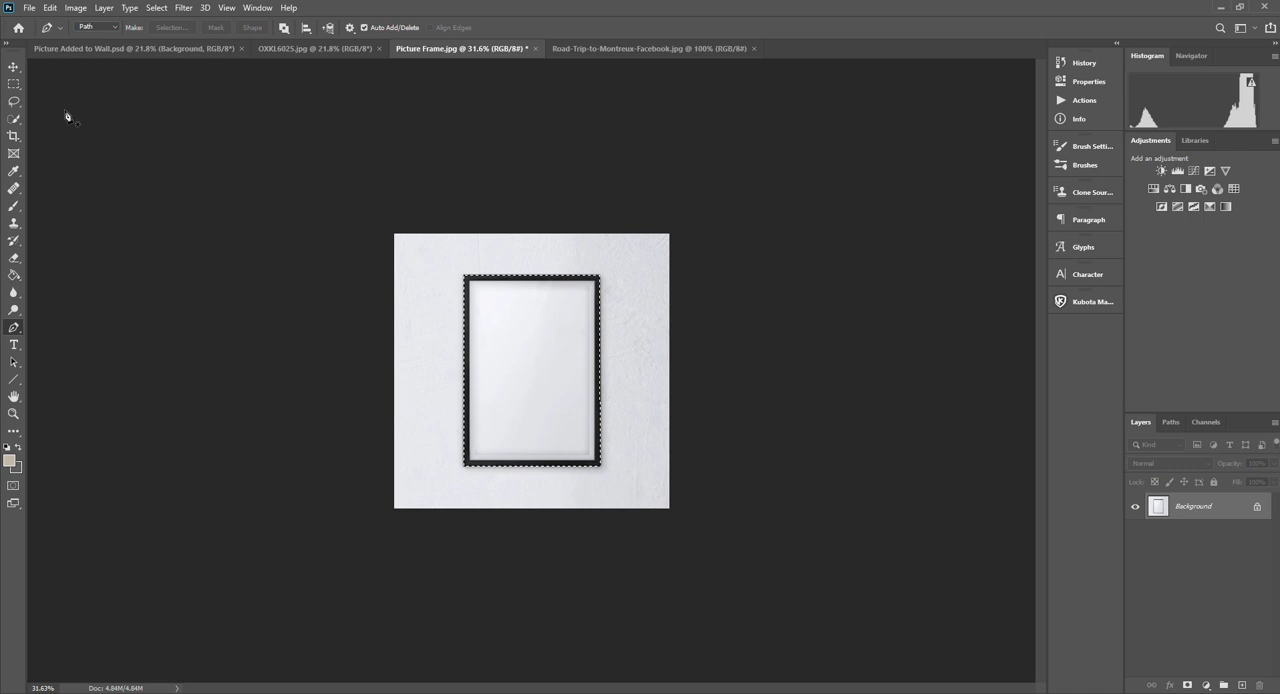 Ps File Edit Image Layer Type Select Filter 3D View Window Help
Path Make: Selection... Mask Shape Auto Add/Delete Align Edges
Picture Added to Wall.psd @ 21.8% (Background, RGB/8*) × OXKL6025.jpg @ 21.8% (RGB/8*) × Picture Frame.jpg @ 31.6% (RGB/8#) * × Road-Trip-to-Montreux-Facebook.jpg @ 100% (RGB/8#) ×
History
Properties
Actions
Info
Brush Setti...
Brushes
Clone Sour...
Paragraph
Glyphs
Character
Kubota Ma...
Histogram Navigator
Adjustments Libraries
Add an adjustment
Layers Paths Channels
Kind
Normal Opacity: 100%
Lock: Fill: 100%
Background
31.63% Doc: 4.84M/4.84M